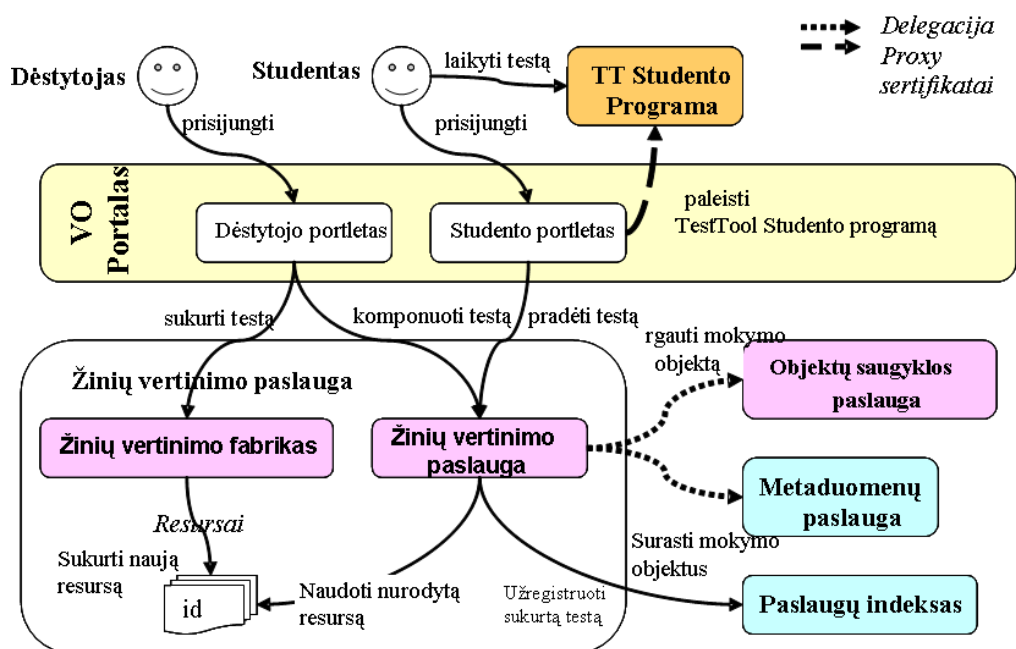 Dėstytojas
Studentas
laikyti testą
TT Studento
Programa
Delegacija
Proxy
sertifikatai
prisijungti
prisijungti
VO
Portalas
Dėstytojo portletas
Studento portletas
paleisti
TestTool Studento programą
sukurti testą
komponuoti testą
pradėti testą
rgauti mokymo
objektą
Žinių vertinimo paslauga
Objektų saugyklos
paslauga
Žinių vertinimo fabrikas
Žinių vertinimo
paslauga
Metaduomenų
paslauga
Resursai
Sukurti naują
resursą
id
Naudoti nurodytą
resursą
Užregistruoti
sukurtą testą
Surasti mokymo
objektus
Paslaugų indeksas